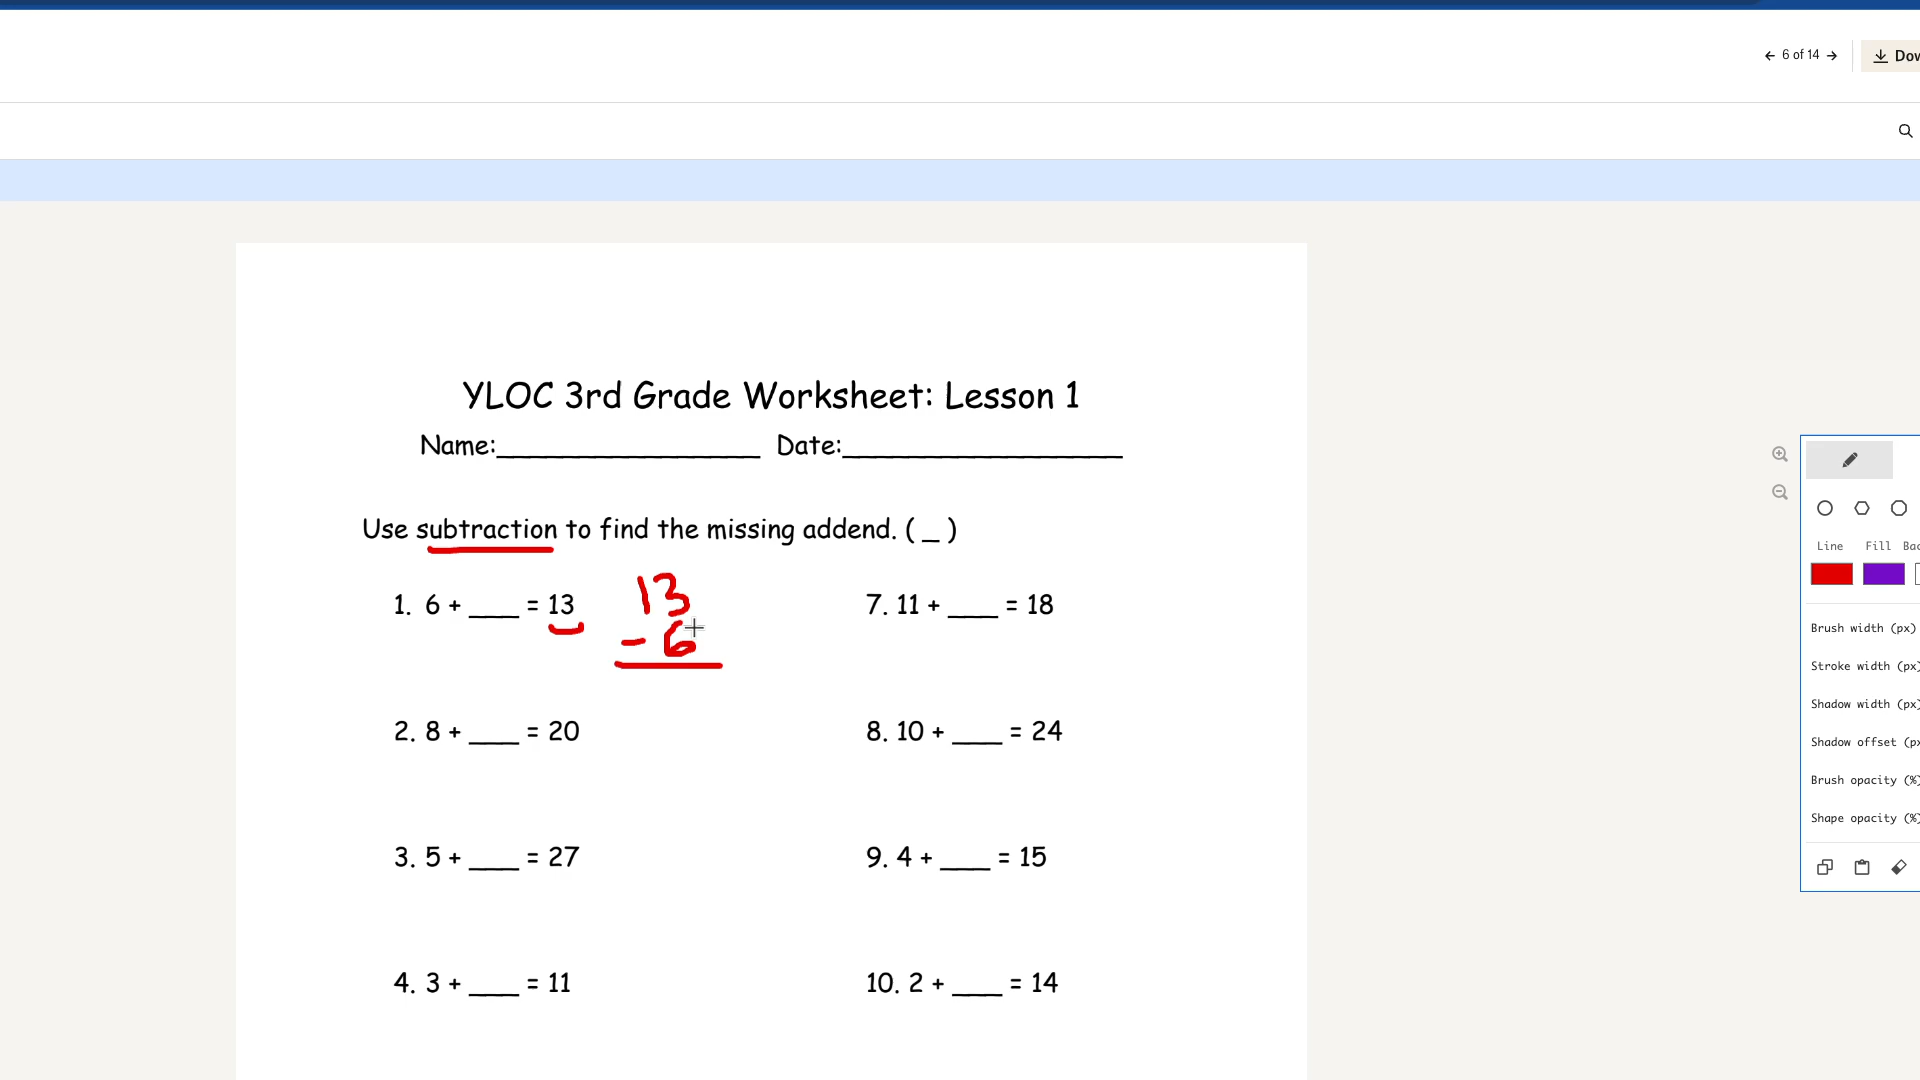 6 of 14
Dow
YLOC 3rd Grade Worksheet: Lesson 1
Name:________________ Date:_________________
Use subtraction to find the missing addend. ( _ )
1. 6 + ___ = 13
13
- 6
7. 11 + ___ = 18
2. 8 + ___ = 20
8. 10 + ___ = 24
3. 5 + ___ = 27
9. 4 + ___ = 15
4. 3 + ___ = 11
10. 2 + ___ = 14
Line Fill Bac
Brush width (px)
Stroke width (px)
Shadow width (px)
Shadow offset (px
Brush opacity (%)
Shape opacity (%)